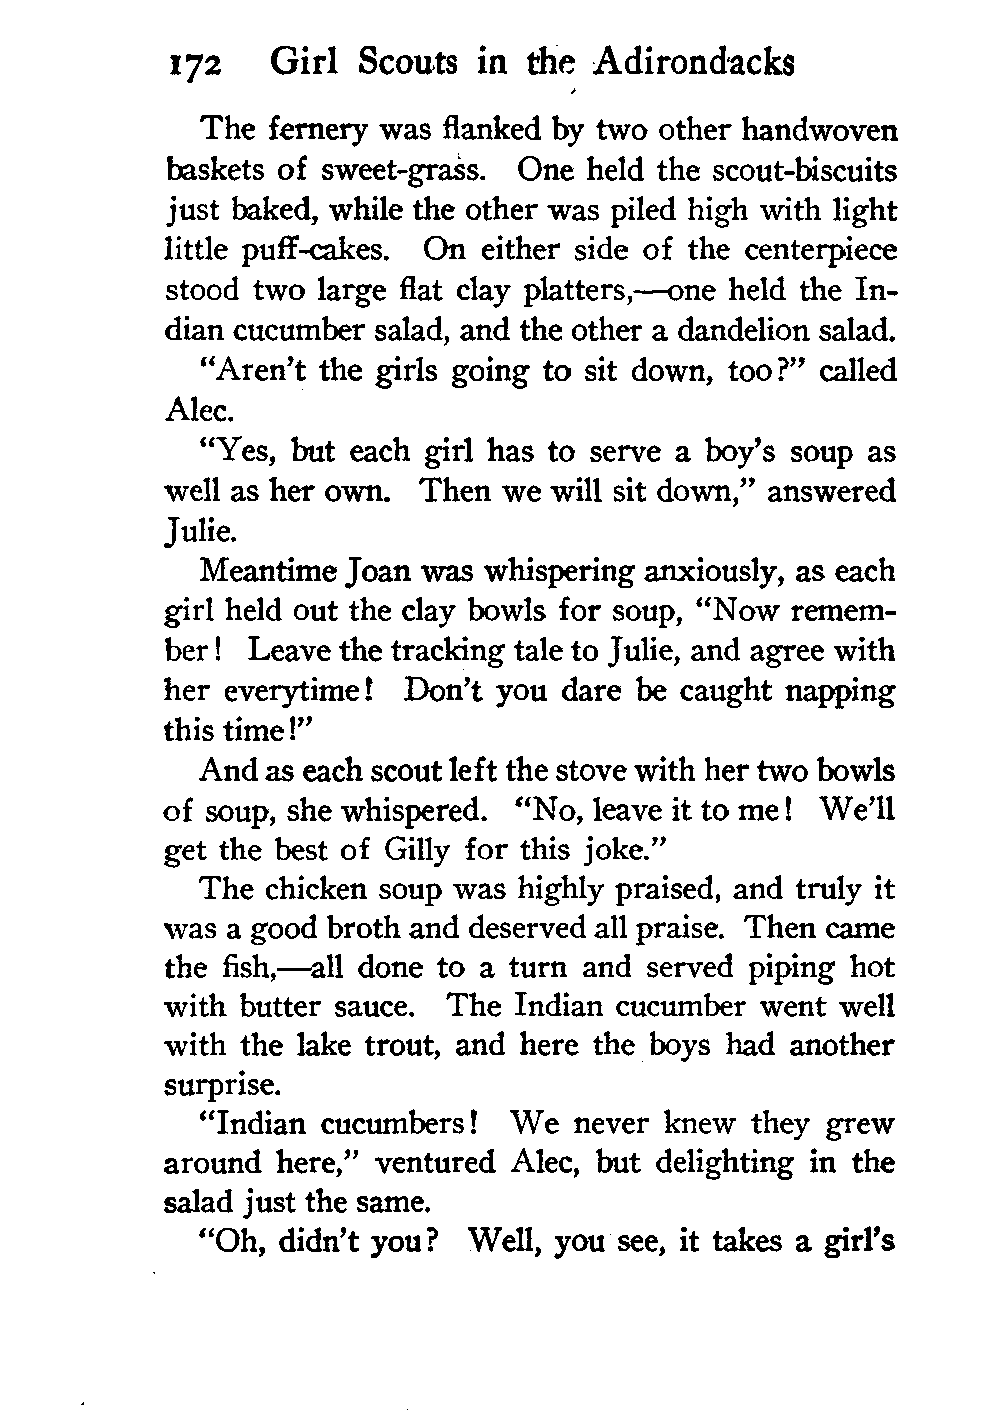 172 Girl Scouts in the Adirondacks
The fernery was flanked by two other handwoven
baskets of sweet-grass. One held the scout-biscuits
just baked, while the other was piled high with light
little puff-cakes. On either side of the centerpiece
stood two large flat clay platters,—one held the In-
dian cucumber salad, and the other a dandelion salad.
“Aren’t the girls going to sit down, too?” called
Alec.
“Yes, but each girl has to serve a boy’s soup as
well as her own. Then we will sit down,” answered
Julie.
Meantime Joan was whispering anxiously, as each
girl held out the clay bowls for soup, “Now remem-
ber! Leave the tracking tale to Julie, and agree with
her everytime! Don’t you dare be caught napping
this time!”
And as each scout left the stove with her two bowls
of soup, she whispered. “No, leave it to me! We’ll
get the best of Gilly for this joke.”
The chicken soup was highly praised, and truly it
was a good broth and deserved all praise. Then came
the fish,—all done to a turn and served piping hot
with butter sauce. The Indian cucumber went well
with the lake trout, and here the boys had another
surprise.
“Indian cucumbers! We never knew they grew
around here,” ventured Alec, but delighting in the
salad just the same.
“Oh, didn’t you? Well, you see, it takes a girl’s